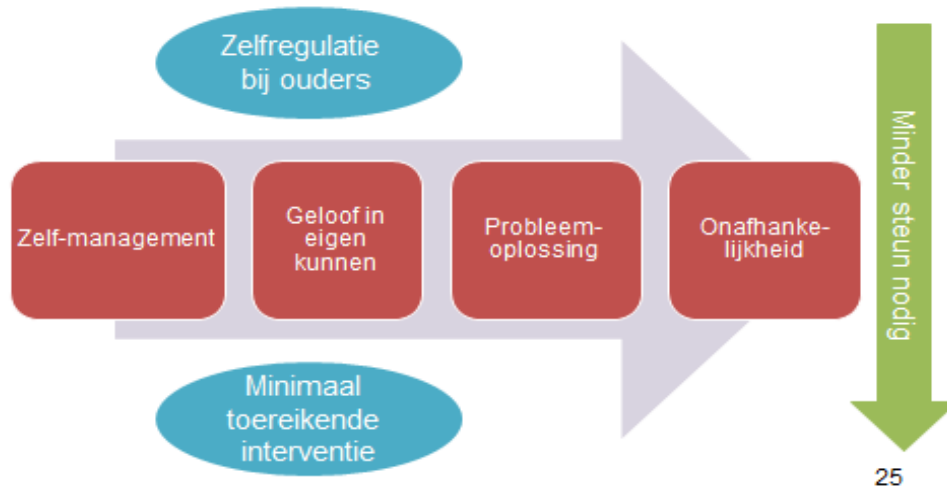 Zelfregulatie
bij ouders
Zelf-management
Geloof in
eigen
kunnen
Probleem-
oplossing
Onafhanke-
lijkheid
Minder steun nodig
Minimaal
toereikende
interventie
25